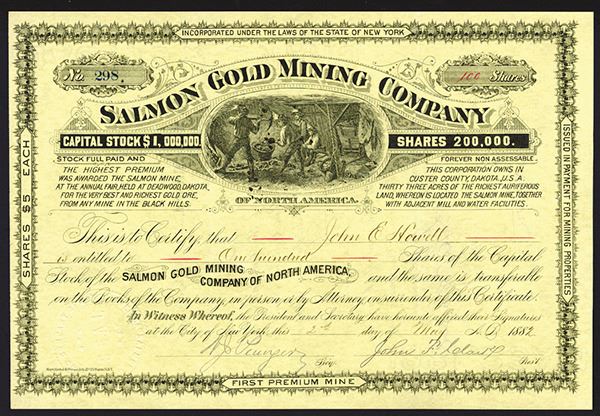 INCORPORATED UNDER THE LAWS OF THE STATE OF NEW YORK
No. 298
100 Shares
SALMON GOLD MINING COMPANY
CAPITAL STOCK $1,000,000.
SHARES 200,000.
STOCK FULL PAID AND
THE HIGHEST PREMIUM
WAS AWARDED THE SALMON MINE,
AT THE ANNUAL FAIR, HELD AT DEADWOOD, DAKOTA,
FOR THE VERY BEST AND RICHEST GOLD ORE,
FROM ANY MINE IN THE BLACK HILLS.
FOREVER NON ASSESSABLE.
THIS CORPORATION OWNS IN
CUSTER COUNTY, DAKOTA, U.S.A.
THIRTY THREE ACRES OF THE RICHEST AURIFEROUS
LAND, WHEREON IS LOCATED THE SALMON MINE, TOGETHER
WITH ADJACENT MILL AND WATER FACILITIES.
OF NORTH AMERICA.
This is to Certify, that John E. Nowell
is entitled to One hundred Shares of the Capital
Stock of the SALMON GOLD MINING COMPANY OF NORTH AMERICA, and the same is transferable
on the Books of the Company, in person or by Attorney on surrender of this Certificate.
In Witness Whereof, the President and Secretary have hereunto affixed their Signatures
at the City of New York, this 2nd day of May A.D. 1882
John
Secy.
Prest.
FIRST PREMIUM MINE
SHARES $5 EACH
ISSUED IN PAYMENT FOR MINING PROPERTIES